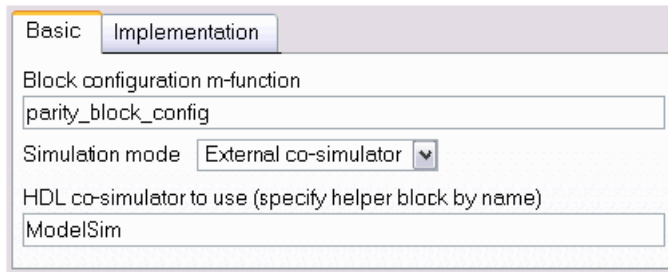 Basic Implementation
Block configuration m-function
parity_block_config
Simulation mode External co-simulator
HDL co-simulator to use (specify helper block by name)
ModelSim